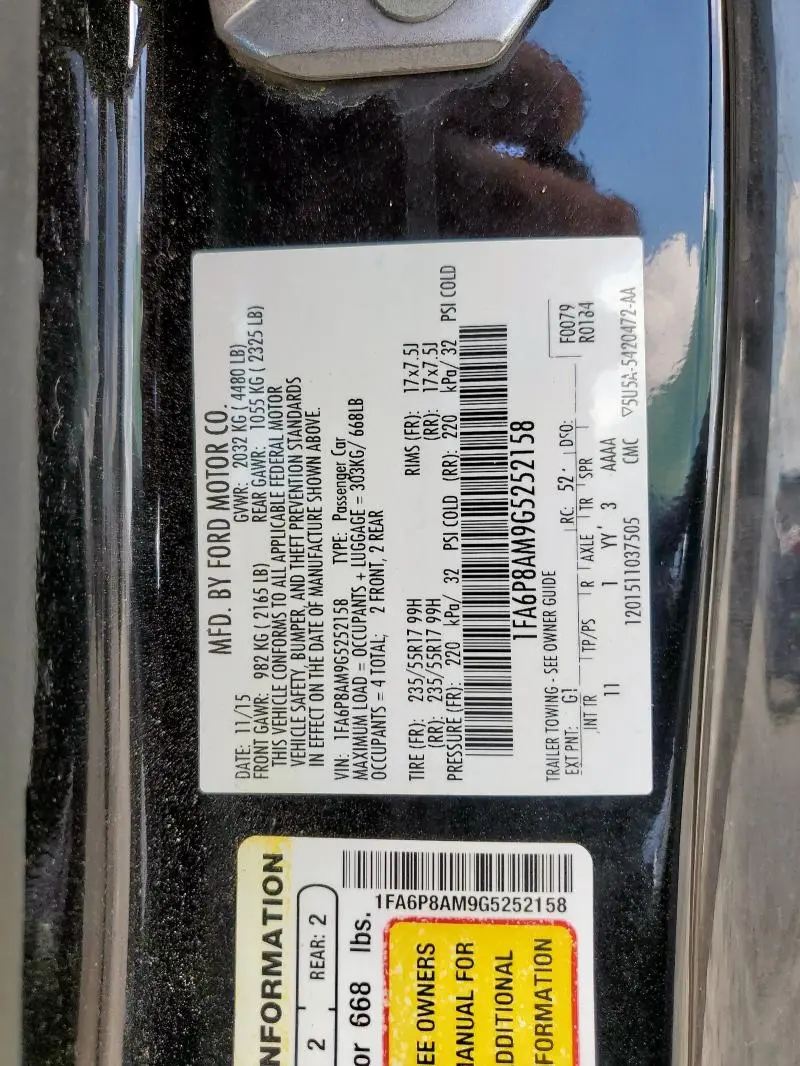 MFD. BY FORD MOTOR CO.
DATE: 11/15 GVWR: 2032 KG ( 4480 LB)
FRONT GAWR: 982 KG ( 2165 LB) REAR GAWR: 1055 KG ( 2325 LB)
THIS VEHICLE CONFORMS TO ALL APPLICABLE FEDERAL MOTOR
VEHICLE SAFETY, BUMPER, AND THEFT PREVENTION STANDARDS
IN EFFECT ON THE DATE OF MANUFACTURE SHOWN ABOVE.
VIN: 1FA6P8AM9G5252158 TYPE: Passenger Car
MAXIMUM LOAD = OCCUPANTS + LUGGAGE = 303KG/ 668LB
OCCUPANTS = 4 TOTAL; 2 FRONT, 2 REAR
TIRE (FR): 235/55R17 99H RIMS (FR): 17x7.5J
(RR): 235/55R17 99H (RR): 17x7.5J
PRESSURE (FR): 220 kPa/ 32 PSI COLD (RR): 220 kPa/ 32 PSI COLD
1FA6P8AM9G5252158
TRAILER TOWING - SEE OWNER GUIDE
EXT PNT: G1 RC: 52 DSO: F0079
INT TR TP/PS R AXLE TR SPR R0134
11 1 YY 3 AAAA
1201511037505 CMC ▽5U5A-5420472-AA
NFORMATION
2 REAR: 2
or 668 lbs.
1FA6P8AM9G5252158
EE OWNERS
IANUAL FOR
DDITIONAL
FORMATION